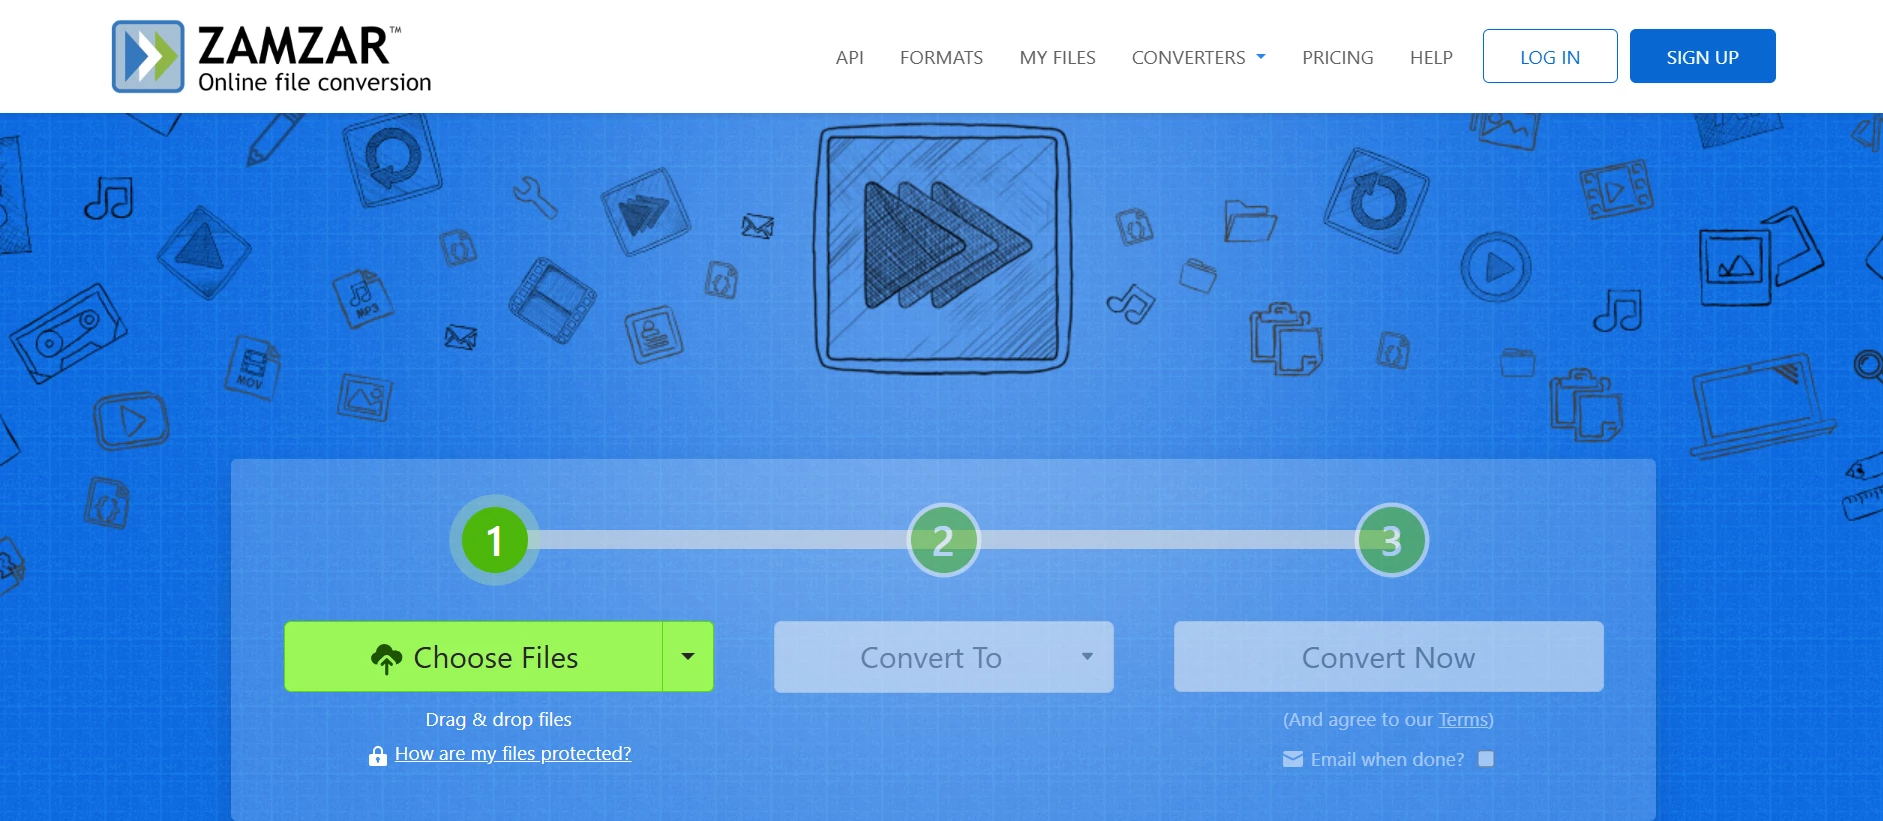 ZAMZAR™
Online file conversion
API
FORMATS
MY FILES
CONVERTERS
PRICING
HELP
LOG IN
SIGN UP
MP3
MOV
1
2
3
Choose Files
Convert To
Convert Now
Drag & drop files
(And agree to our Terms)
How are my files protected?
Email when done?